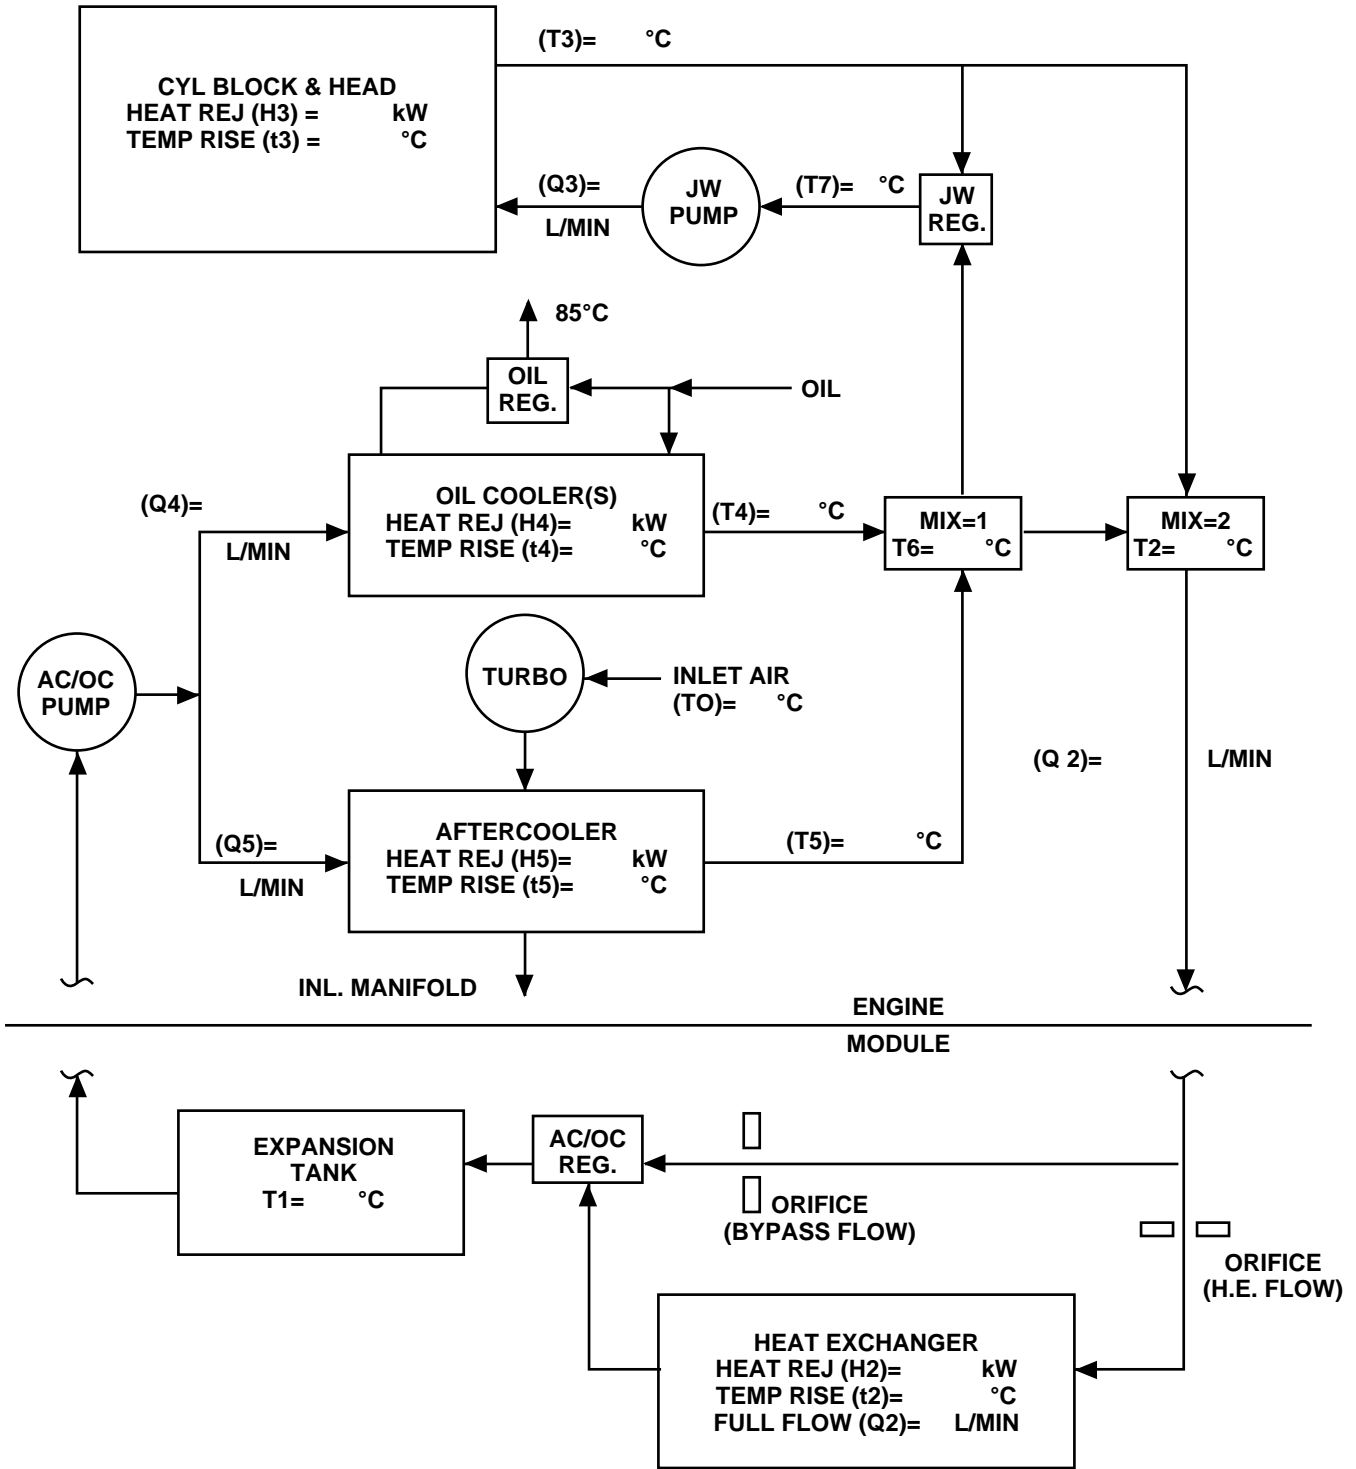 (T3)= °C
CYL BLOCK & HEAD
HEAT REJ (H3) = kW
TEMP RISE (t3) = °C
(Q3)=
L/MIN
JW
PUMP
(T7)= °C
JW
REG.
85°C
OIL
REG.
OIL
(Q4)=
L/MIN
OIL COOLER(S)
HEAT REJ (H4)= kW
TEMP RISE (t4)= °C
(T4)= °C
MIX=1
T6= °C
MIX=2
T2= °C
AC/OC
PUMP
TURBO
INLET AIR
(TO)= °C
(Q 2)= L/MIN
(Q5)=
L/MIN
AFTERCOOLER
HEAT REJ (H5)= kW
TEMP RISE (t5)= °C
(T5)= °C
INL. MANIFOLD
ENGINE
MODULE
EXPANSION
TANK
T1= °C
AC/OC
REG.
ORIFICE
(BYPASS FLOW)
ORIFICE
(H.E. FLOW)
HEAT EXCHANGER
HEAT REJ (H2)= kW
TEMP RISE (t2)= °C
FULL FLOW (Q2)= L/MIN